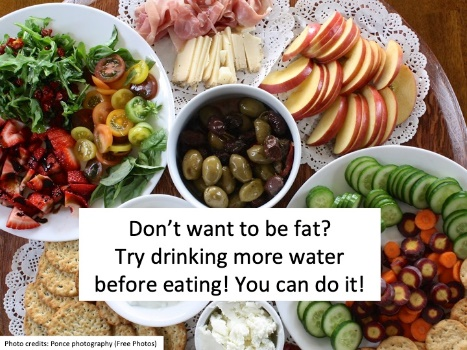 Don’t want to be fat?
Try drinking more water
before eating! You can do it!
Photo credits: Ponce photography (Free Photos)